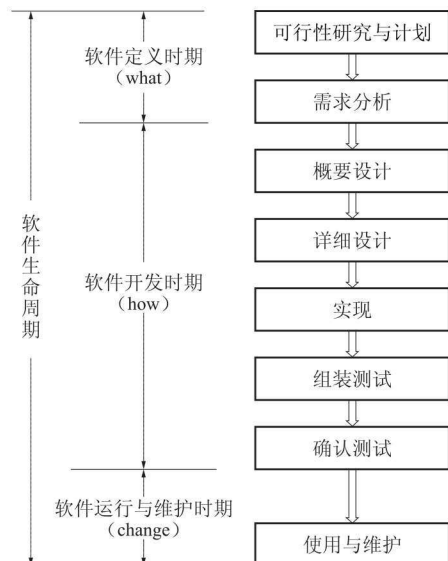 软件生命周期
软件定义时期
（what）
软件开发时期
（how）
软件运行与维护时期
（change）
可行性研究与计划
需求分析
概要设计
详细设计
实现
组装测试
确认测试
使用与维护